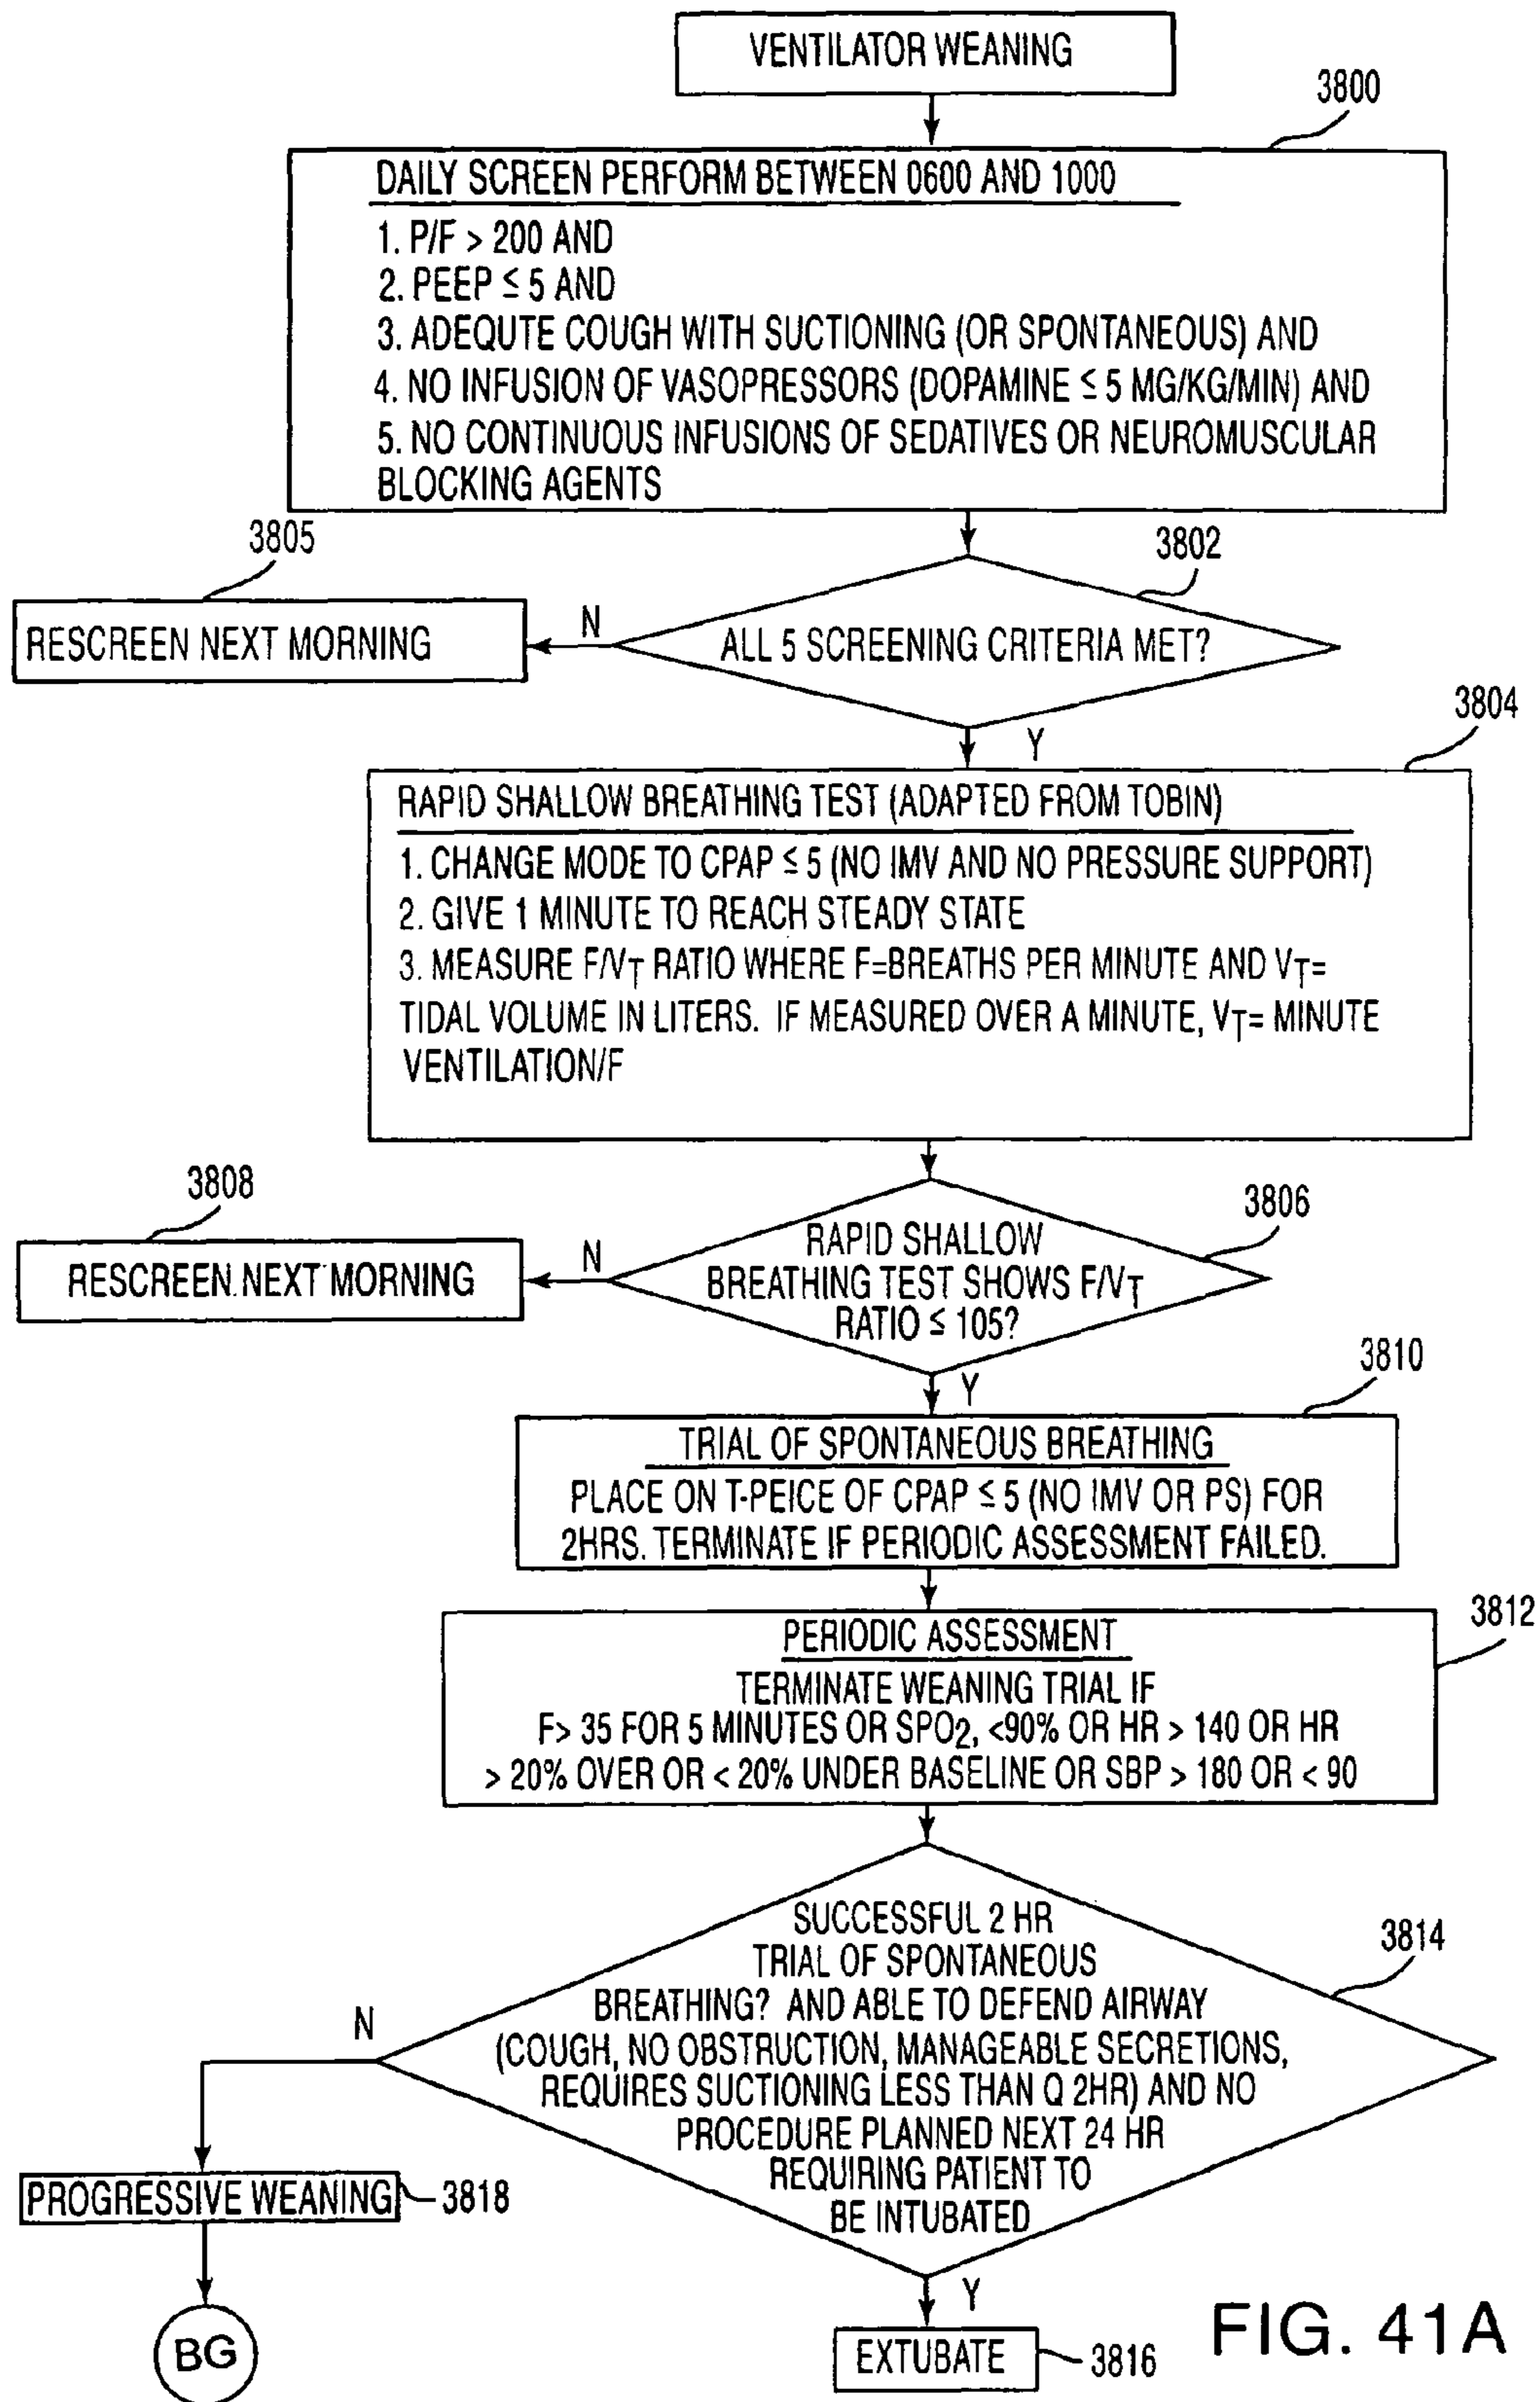 VENTILATOR WEANING
3800
DAILY SCREEN PERFORM BETWEEN 0600 AND 1000
1. P/F > 200 AND
2. PEEP ≤ 5 AND
3. ADEQUTE COUGH WITH SUCTIONING (OR SPONTANEOUS) AND
4. NO INFUSION OF VASOPRESSORS (DOPAMINE ≤ 5 MG/KG/MIN) AND
5. NO CONTINUOUS INFUSIONS OF SEDATIVES OR NEUROMUSCULAR
BLOCKING AGENTS
3805
3802
RESCREEN NEXT MORNING
N
ALL 5 SCREENING CRITERIA MET?
Y
3804
RAPID SHALLOW BREATHING TEST (ADAPTED FROM TOBIN)
1. CHANGE MODE TO CPAP ≤ 5 (NO IMV AND NO PRESSURE SUPPORT)
2. GIVE 1 MINUTE TO REACH STEADY STATE
3. MEASURE F/VT RATIO WHERE F=BREATHS PER MINUTE AND VT=
TIDAL VOLUME IN LITERS. IF MEASURED OVER A MINUTE, VT= MINUTE
VENTILATION/F
3808
3806
RESCREEN NEXT MORNING
N
RAPID SHALLOW
BREATHING TEST SHOWS F/VT
RATIO ≤ 105?
Y
3810
TRIAL OF SPONTANEOUS BREATHING
PLACE ON T-PEICE OF CPAP ≤ 5 (NO IMV OR PS) FOR
2HRS. TERMINATE IF PERIODIC ASSESSMENT FAILED.
3812
PERIODIC ASSESSMENT
TERMINATE WEANING TRIAL IF
F> 35 FOR 5 MINUTES OR SPO2, <90% OR HR > 140 OR HR
> 20% OVER OR < 20% UNDER BASELINE OR SBP > 180 OR < 90
3814
SUCCESSFUL 2 HR
TRIAL OF SPONTANEOUS
BREATHING? AND ABLE TO DEFEND AIRWAY
(COUGH, NO OBSTRUCTION, MANAGEABLE SECRETIONS,
REQUIRES SUCTIONING LESS THAN Q 2HR) AND NO
PROCEDURE PLANNED NEXT 24 HR
REQUIRING PATIENT TO
BE INTUBATED
N
PROGRESSIVE WEANING
3818
BG
Y
EXTUBATE
3816
FIG. 41A